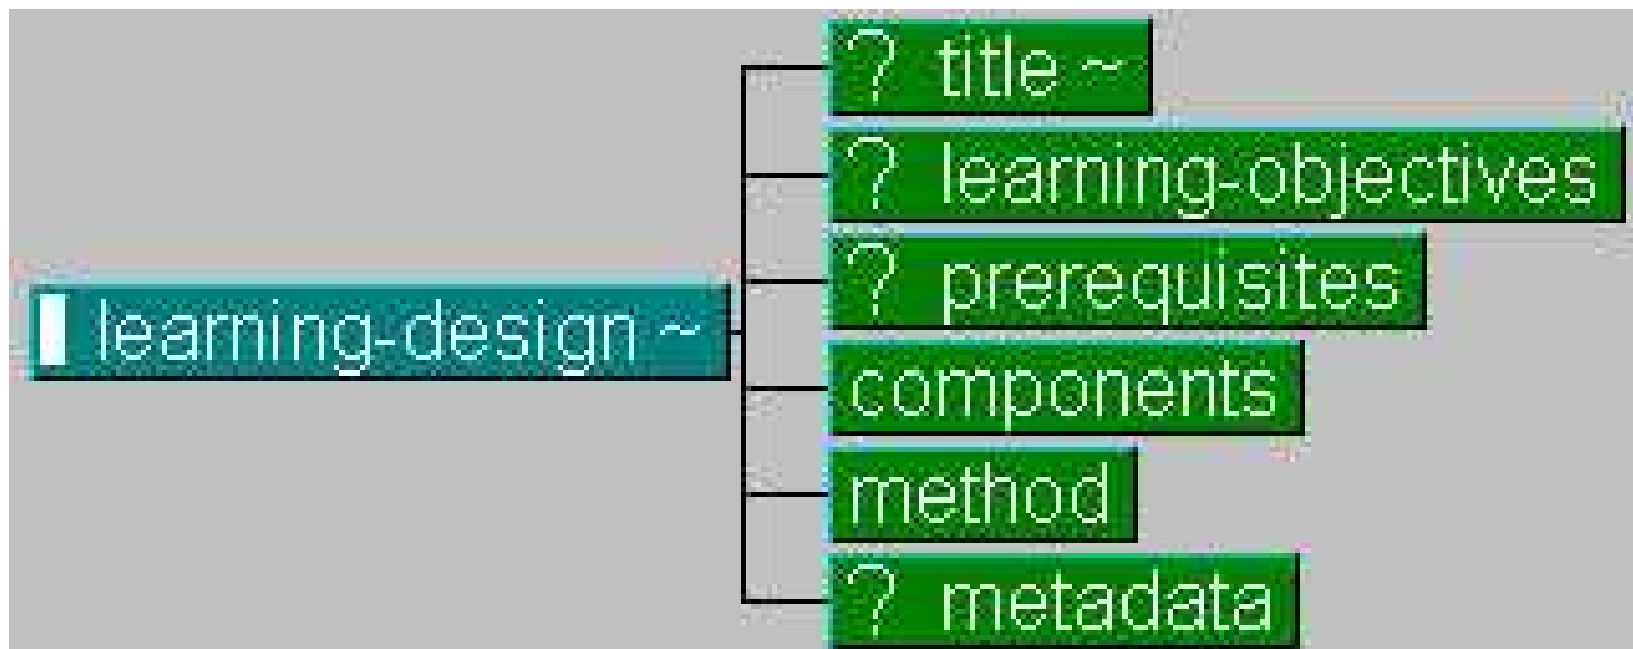 ? title ~
? learning-objectives
? prerequisites
learning-design ~
components
method
? metadata